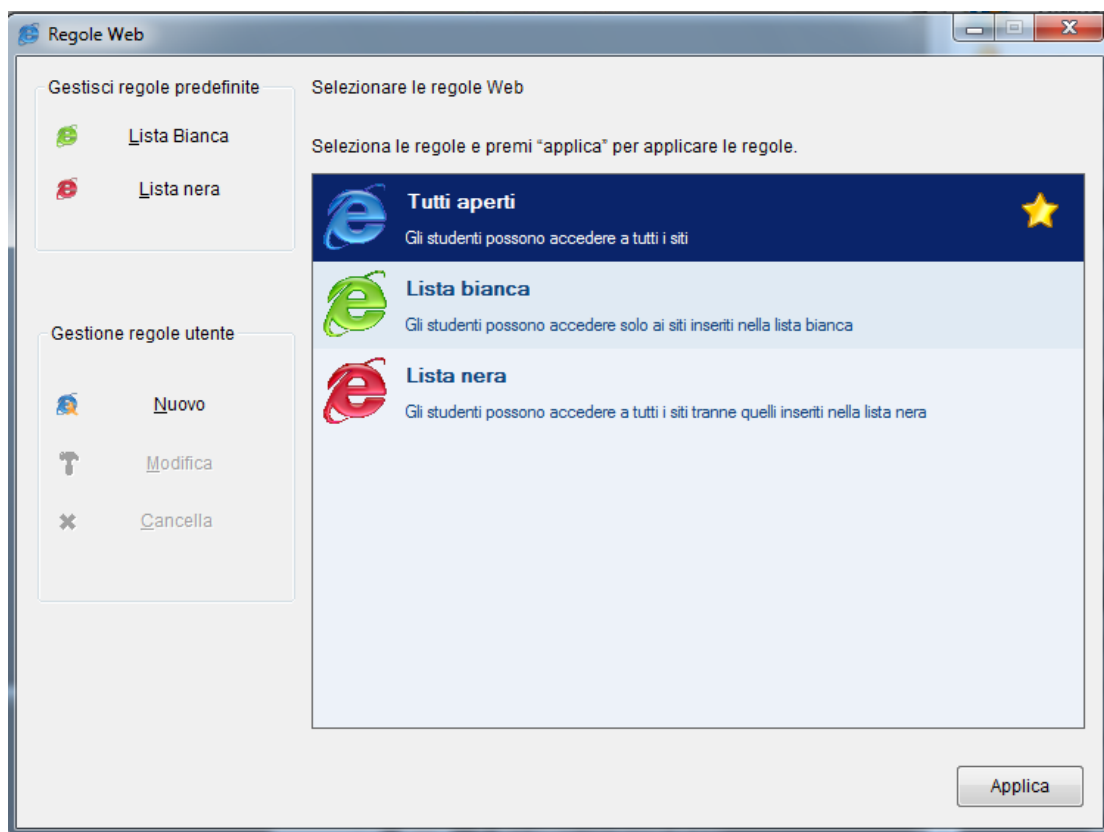 Regole Web
Gestisci regole predefinite
Lista Bianca
Lista nera
Gestione regole utente
Nuovo
Modifica
Cancella
Selezionare le regole Web
Seleziona le regole e premi “applica” per applicare le regole.
Tutti aperti
Gli studenti possono accedere a tutti i siti
Lista bianca
Gli studenti possono accedere solo ai siti inseriti nella lista bianca
Lista nera
Gli studenti possono accedere a tutti i siti tranne quelli inseriti nella lista nera
Applica